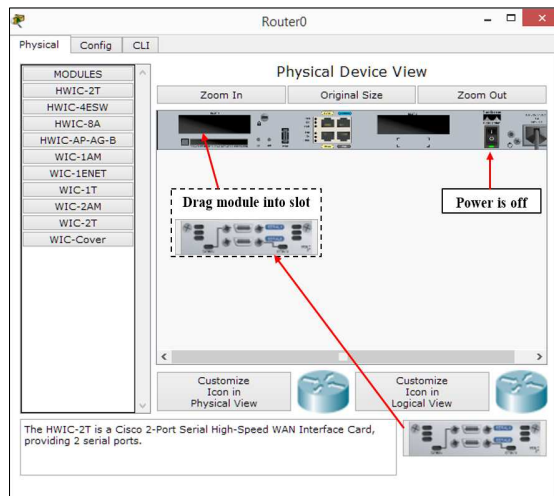 Router0
Physical
Config
CLI
MODULES
HWIC-2T
HWIC-4ESW
HWIC-8A
HWIC-AP-AG-B
WIC-1AM
WIC-1ENET
WIC-1T
WIC-2AM
WIC-2T
WIC-Cover
Physical Device View
Zoom In
Original Size
Zoom Out
Drag module into slot
Power is off
Customize
Icon in
Physical View
Customize
Icon in
Logical View
The HWIC-2T is a Cisco 2-Port Serial High-Speed WAN Interface Card,
providing 2 serial ports.